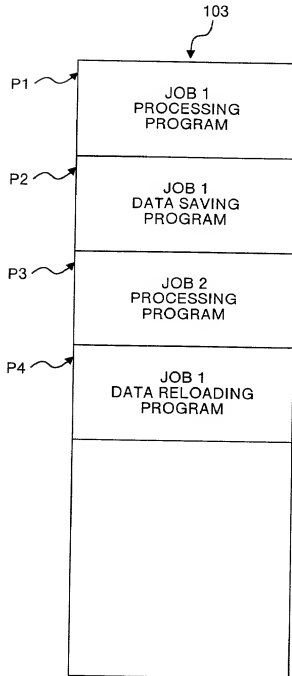 103
P1
JOB 1
PROCESSING
PROGRAM
P2
JOB 1
DATA SAVING
PROGRAM
P3
JOB 2
PROCESSING
PROGRAM
P4
JOB 1
DATA RELOADING
PROGRAM